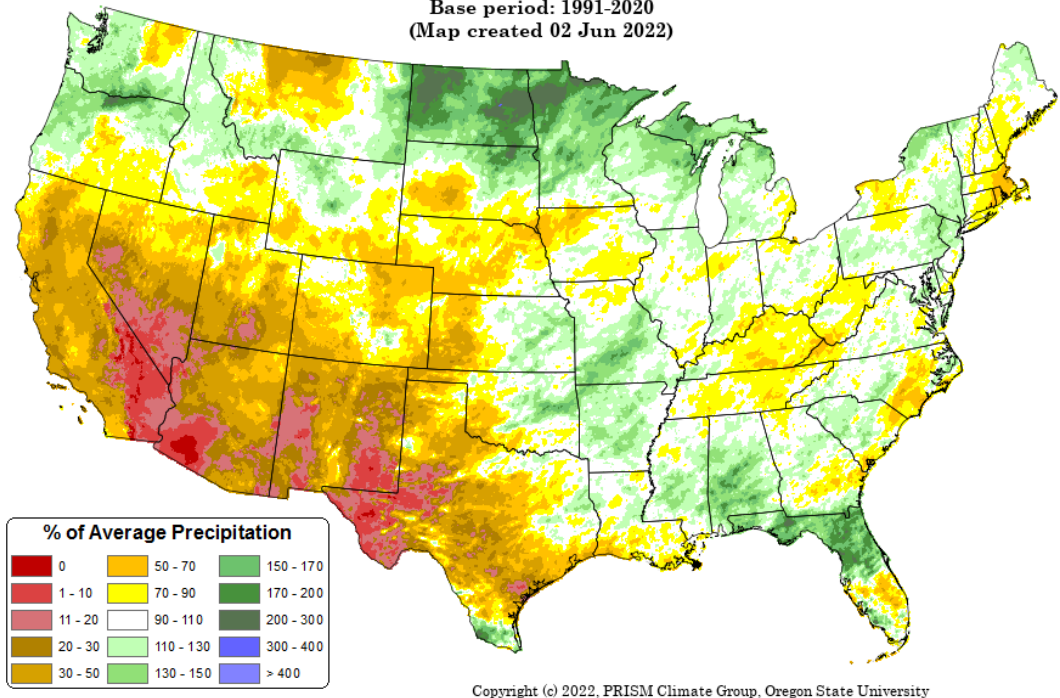 Base period: 1991-2020
(Map created 02 Jun 2022)
% of Average Precipitation
0
1 - 10
11 - 20
20 - 30
30 - 50
50 - 70
70 - 90
90 - 110
110 - 130
130 - 150
150 - 170
170 - 200
200 - 300
300 - 400
> 400
Copyright (c) 2022, PRISM Climate Group, Oregon State University